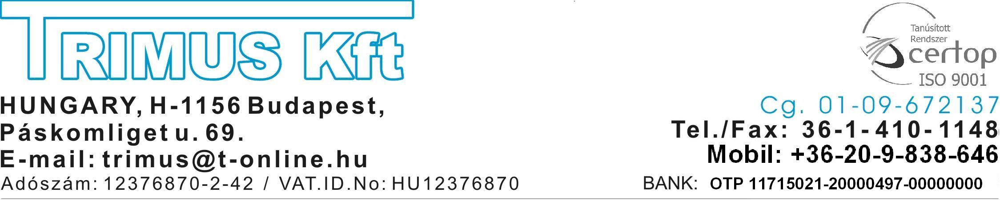 TRIMUS Kft
Tanúsított
Rendszer
certop
ISO 9001
HUNGARY, H-1156 Budapest,
Cg. 01-09-672137
Páskomliget u. 69.
Tel./Fax: 36-1-410-1148
E-mail: trimus@t-online.hu
Mobil: +36-20-9-838-646
Adószám: 12376870-2-42 / VAT.ID.No: HU12376870
BANK: OTP 11715021-20000497-00000000